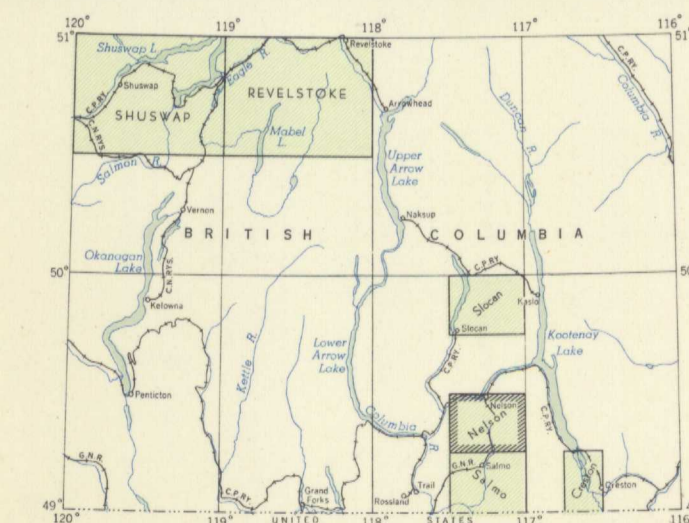 120° 119° 118° 117° 116°
51° 51°
Shuswap L.
Eagle R.
Revelstoke
C.P.RY.
Columbia R.
Shuswap
REVELSTOKE
Arrowhead
Duncan R.
C.P.RY.
SHUSWAP
C.N.RYS.
Mabel L.
Salmon R.
Upper Arrow Lake
Vernon
Naksup
BRITISH COLUMBIA
Okanagan Lake
C.N.RYS.
C.P.RY
50° 50°
Kelowna
Slocan
Kaslo
Kettle R.
Lower Arrow Lake
Slocan
Kootenay Lake
C.P.RY.
Penticton
Columbia R
Nelson
Nelson
C.P.RY.
G.N.R.
G.N.R.
Salmo
Salmo
Creston
Creston
C.P.RY
Grand Forks
Trail
Rossland
49° 49°
120° 119° 118° 117° 116°
UNITED STATES